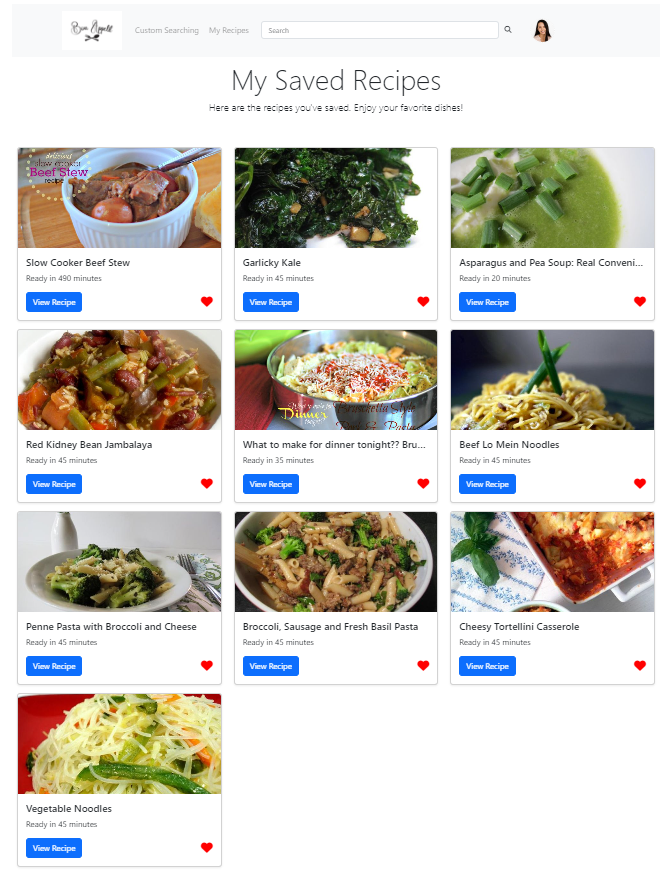 Bon Appetit
Custom Searching
My Recipes
Search
My Saved Recipes
Here are the recipes you've saved. Enjoy your favorite dishes!
delicious
slow cooker
Beef Stew
recipe
Slow Cooker Beef Stew
Ready in 490 minutes
View Recipe
Garlicky Kale
Ready in 45 minutes
View Recipe
Asparagus and Pea Soup: Real Conveni...
Ready in 20 minutes
View Recipe
Red Kidney Bean Jambalaya
Ready in 45 minutes
View Recipe
Dinner
Bruschetta Style
Pork & Pasta
What to make for dinner tonight?? Bru...
Ready in 35 minutes
View Recipe
Beef Lo Mein Noodles
Ready in 45 minutes
View Recipe
Penne Pasta with Broccoli and Cheese
Ready in 45 minutes
View Recipe
Broccoli, Sausage and Fresh Basil Pasta
Ready in 45 minutes
View Recipe
Cheesy Tortellini Casserole
Ready in 45 minutes
View Recipe
Vegetable Noodles
Ready in 45 minutes
View Recipe